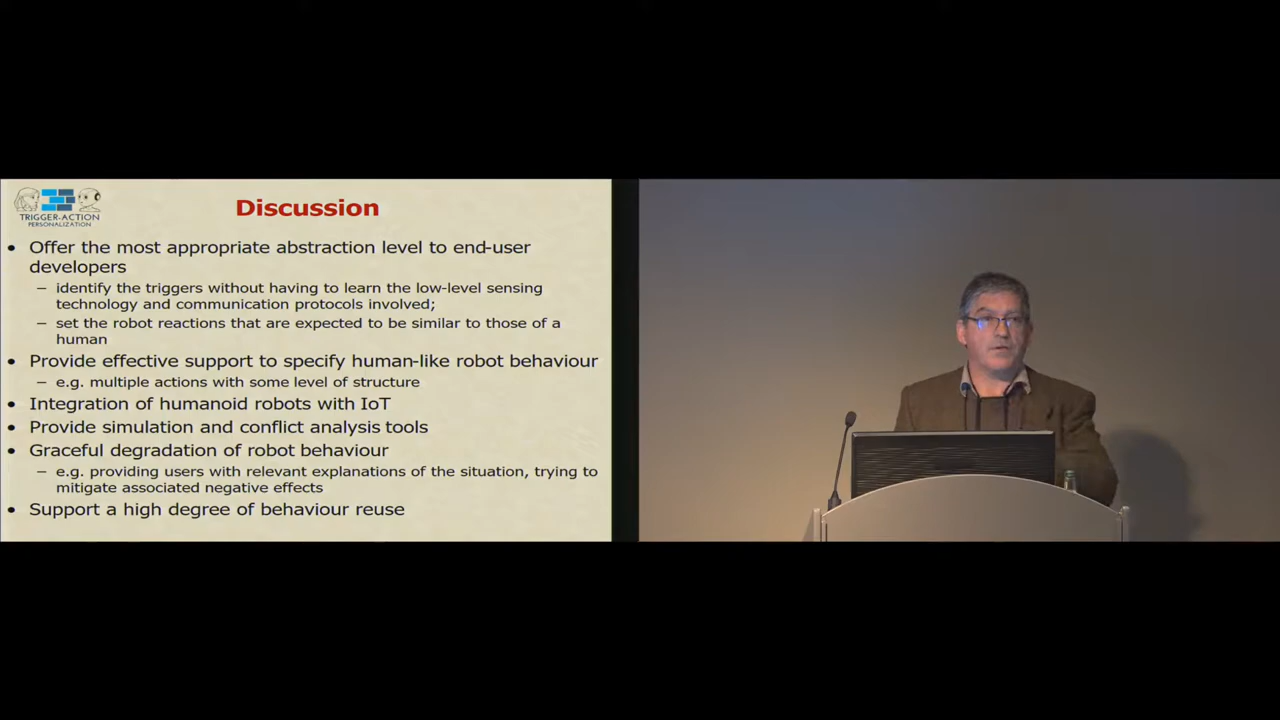 TRIGGER-ACTION
PERSONALIZATION
Discussion
• Offer the most appropriate abstraction level to end-user
developers
– identify the triggers without having to learn the low-level sensing
technology and communication protocols involved;
– set the robot reactions that are expected to be similar to those of a
human
• Provide effective support to specify human-like robot behaviour
– e.g. multiple actions with some level of structure
• Integration of humanoid robots with IoT
• Provide simulation and conflict analysis tools
• Graceful degradation of robot behaviour
– e.g. providing users with relevant explanations of the situation, trying to
mitigate associated negative effects
• Support a high degree of behaviour reuse